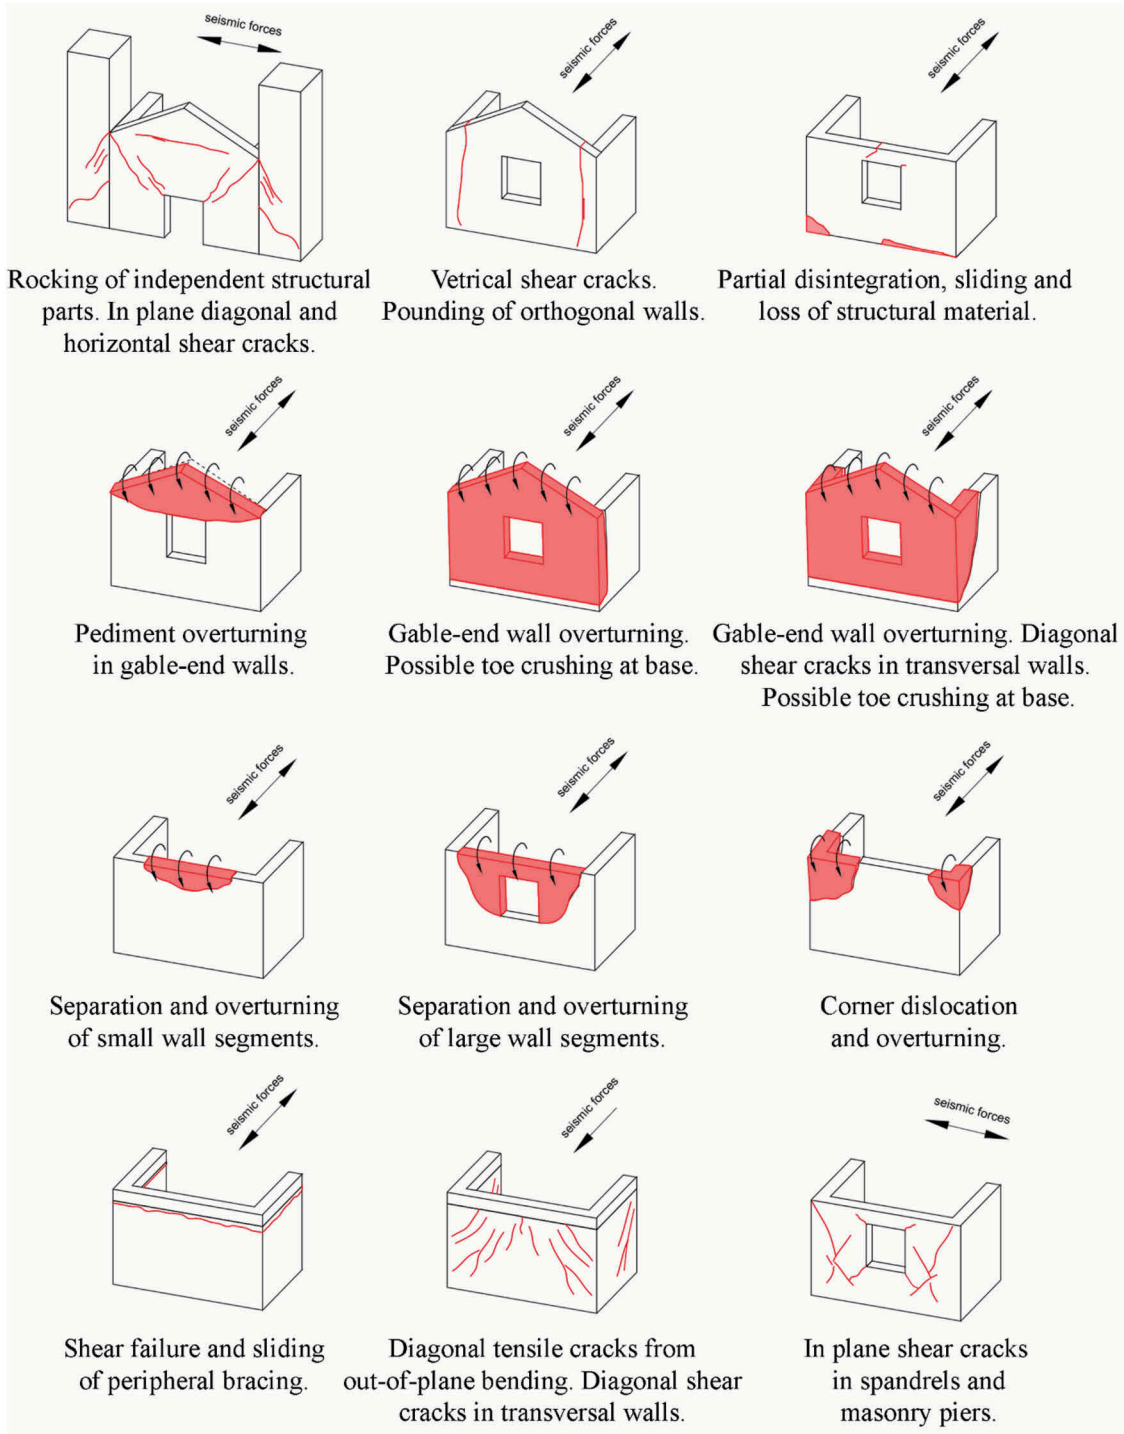 seismic forces
seismic forces
seismic forces
Rocking of independent structural
parts. In plane diagonal and
horizontal shear cracks.
Vetrical shear cracks.
Pounding of orthogonal walls.
Partial disintegration, sliding and
loss of structural material.
seismic forces
seismic forces
seismic forces
Pediment overturning
in gable-end walls.
Gable-end wall overturning.
Possible toe crushing at base.
Gable-end wall overturning. Diagonal
shear cracks in transversal walls.
Possible toe crushing at base.
seismic forces
seismic forces
seismic forces
Separation and overturning
of small wall segments.
Separation and overturning
of large wall segments.
Corner dislocation
and overturning.
seismic forces
seismic forces
seismic forces
Shear failure and sliding
of peripheral bracing.
Diagonal tensile cracks from
out-of-plane bending. Diagonal shear
cracks in transversal walls.
In plane shear cracks
in spandrels and
masonry piers.